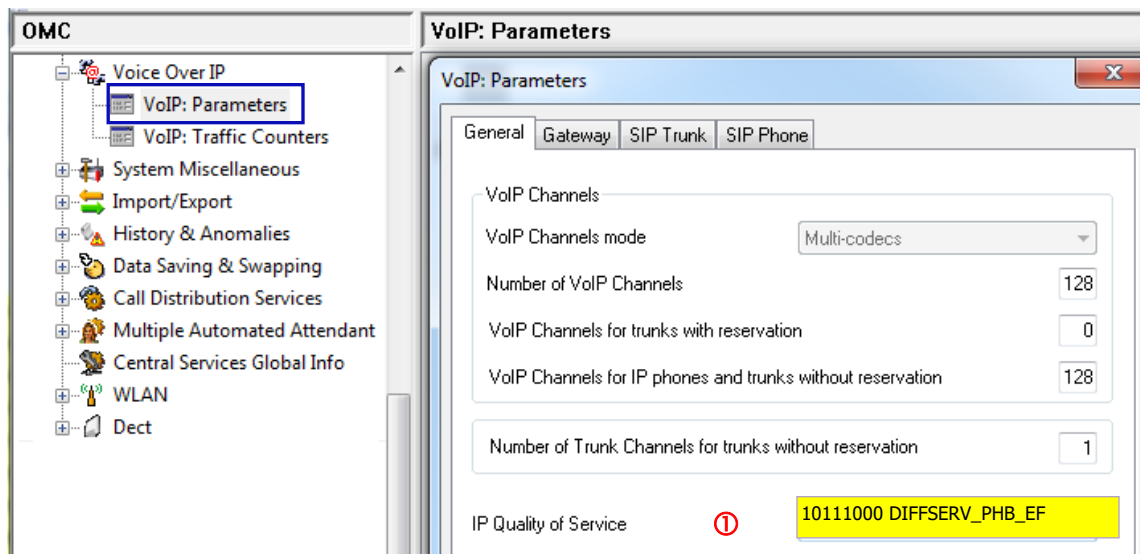 OMC
Voice Over IP
VoIP: Parameters
VoIP: Traffic Counters
System Miscellaneous
Import/Export
History & Anomalies
Data Saving & Swapping
Call Distribution Services
Multiple Automated Attendant
Central Services Global Info
WLAN
Dect
VoIP: Parameters
VoIP: Parameters
General Gateway SIP Trunk SIP Phone
VoIP Channels
VoIP Channels mode Multi-codecs
Number of VoIP Channels 128
VoIP Channels for trunks with reservation 0
VoIP Channels for IP phones and trunks without reservation 128
Number of Trunk Channels for trunks without reservation 1
IP Quality of Service ① 10111000 DIFFSERV_PHB_EF